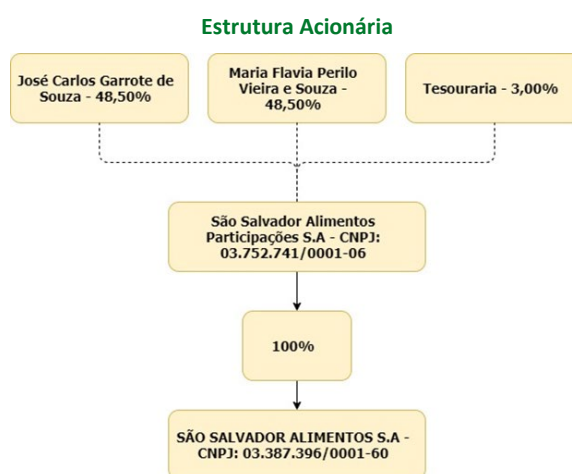 Estrutura Acionária
José Carlos Garrote de
Souza - 48,50%
Maria Flavia Perilo
Vieira e Souza -
48,50%
Tesouraria - 3,00%
São Salvador Alimentos
Participações S.A - CNPJ:
03.752.741/0001-06
100%
SÃO SALVADOR ALIMENTOS S.A -
CNPJ: 03.387.396/0001-60